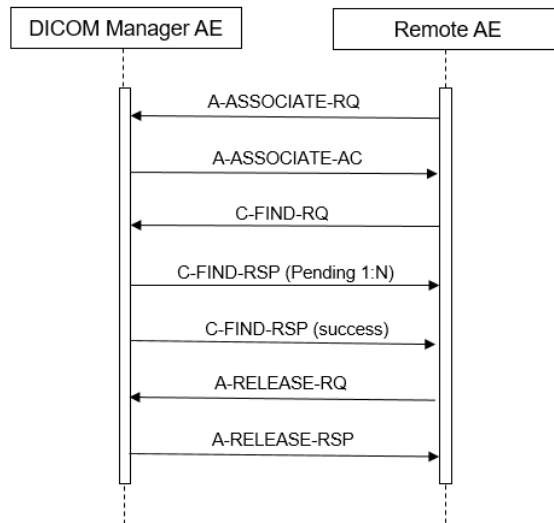 DICOM Manager AE
Remote AE
A-ASSOCIATE-RQ
A-ASSOCIATE-AC
C-FIND-RQ
C-FIND-RSP (Pending 1:N)
C-FIND-RSP (success)
A-RELEASE-RQ
A-RELEASE-RSP